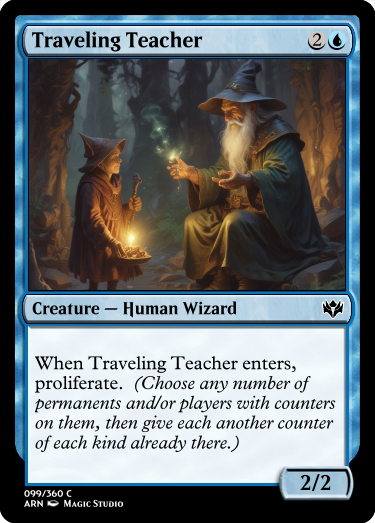 Traveling Teacher 2
Creature — Human Wizard
When Traveling Teacher enters,
proliferate. (Choose any number of
permanents and/or players with counters
on them, then give each another counter
of each kind already there.)
2/2
099/360 C
ARN Magic Studio